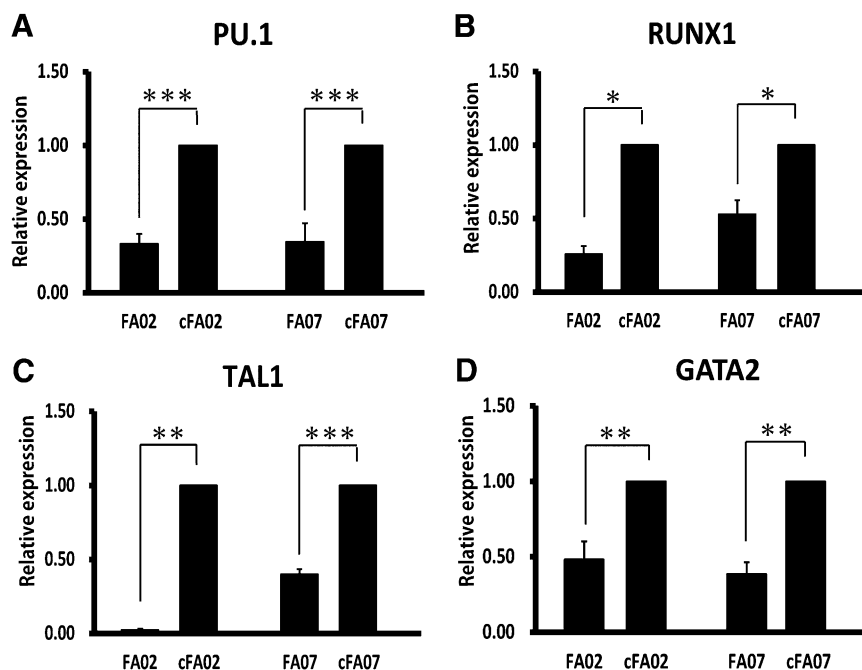 A
PU.1
Relative expression
1.50
1.00
0.50
0.00
***
***
FA02 cFA02 FA07 cFA07
B
RUNX1
Relative expression
1.50
1.00
0.50
0.00
*
*
FA02 cFA02 FA07 cFA07
C
TAL1
Relative expression
1.50
1.00
0.50
0.00
**
***
FA02 cFA02 FA07 cFA07
D
GATA2
Relative expression
1.50
1.00
0.50
0.00
**
**
FA02 cFA02 FA07 cFA07